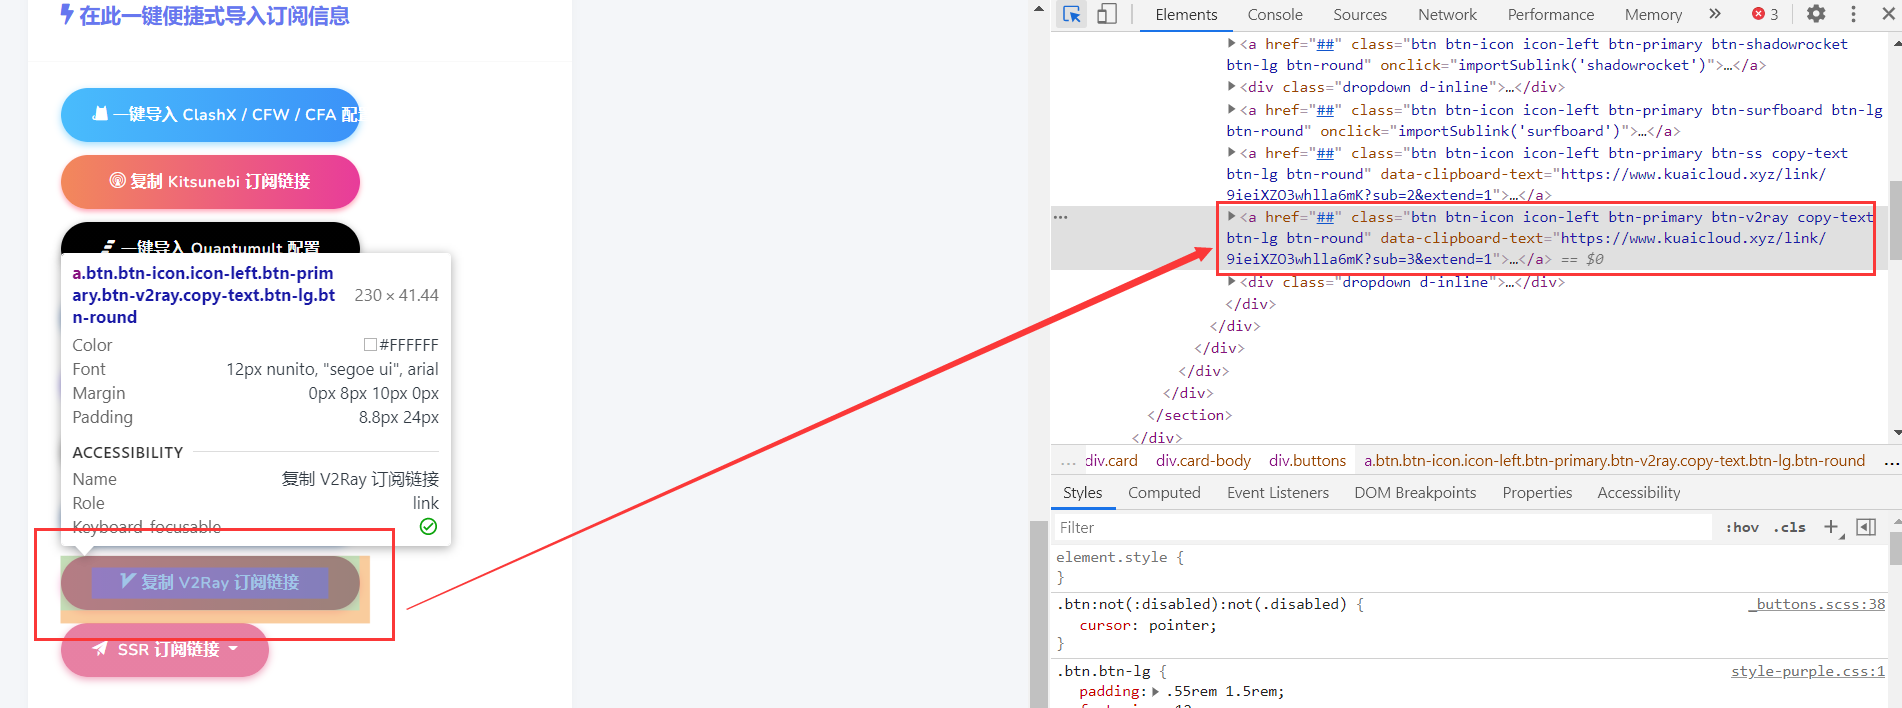 在此一键便捷式导入订阅信息
一键导入 ClashX / CFW / CFA 配
复制 Kitsunebi 订阅链接
一键导入 Quantumult 配置
a.btn.btn-icon.icon-left.btn-prim
ary.btn-v2ray.copy-text.btn-lg.bt
n-round
230 × 41.44
Color #FFFFFF
Font 12px nunito, "segoe ui", arial
Margin 0px 8px 10px 0px
Padding 8.8px 24px
ACCESSIBILITY
Name 复制 V2Ray 订阅链接
Role link
Keyboard-focusable
复制 V2Ray 订阅链接
SSR 订阅链接
Elements Console Sources Network Performance Memory » 3
<a href="##" class="btn btn-icon icon-left btn-primary btn-shadowrocket
btn-lg btn-round" onclick="importSublink('shadowrocket')">…</a>
<div class="dropdown d-inline">…</div>
<a href="##" class="btn btn-icon icon-left btn-primary btn-surfboard btn-lg
btn-round" onclick="importSublink('surfboard')">…</a>
<a href="##" class="btn btn-icon icon-left btn-primary btn-ss copy-text
btn-lg btn-round" data-clipboard-text="https://www.kuaicloud.xyz/link/
9ieiXZO3whlla6mK?sub=2&extend=1">…</a>
<a href="##" class="btn btn-icon icon-left btn-primary btn-v2ray copy-text
btn-lg btn-round" data-clipboard-text="https://www.kuaicloud.xyz/link/
9ieiXZO3whlla6mK?sub=3&extend=1">…</a> == $0
<div class="dropdown d-inline">…</div>
</div>
</div>
</div>
</div>
</div>
</section>
</div>
… div.card div.card-body div.buttons a.btn.btn-icon.icon-left.btn-primary.btn-v2ray.copy-text.btn-lg.btn-round …
Styles Computed Event Listeners DOM Breakpoints Properties Accessibility
Filter :hov .cls +
element.style {
}
.btn:not(:disabled):not(.disabled) { _buttons.scss:38
cursor: pointer;
}
.btn.btn-lg { style-purple.css:1
padding: .55rem 1.5rem;